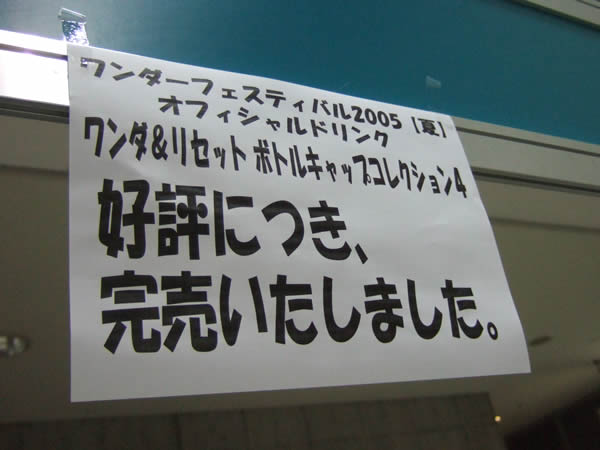 ワンダーフェスティバル2005［夏］
オフィシャルドリンク
ワンダ&リセット ボトルキャップコレクション4
好評につき、
完売いたしました。